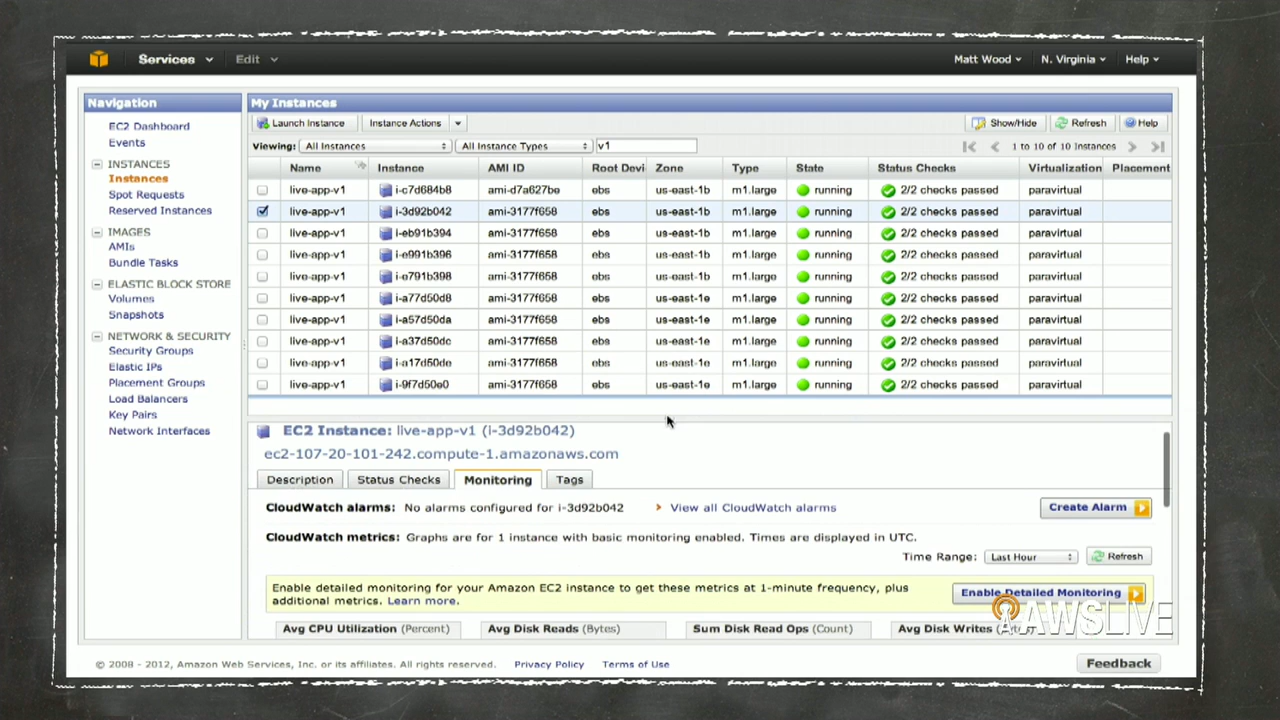 Services Edit Matt Wood N. Virginia Help
Navigation
EC2 Dashboard
Events
INSTANCES
Instances
Spot Requests
Reserved Instances
IMAGES
AMIs
Bundle Tasks
ELASTIC BLOCK STORE
Volumes
Snapshots
NETWORK & SECURITY
Security Groups
Elastic IPs
Placement Groups
Load Balancers
Key Pairs
Network Interfaces
My Instances
Launch Instance Instance Actions Show/Hide Refresh Help
Viewing: All Instances All Instance Types v1 1 to 10 of 10 Instances
Name Instance AMI ID Root Devi Zone Type State Status Checks Virtualization Placement
live-app-v1 i-c7d684b8 ami-d7a627be ebs us-east-1b m1.large running 2/2 checks passed paravirtual
live-app-v1 i-3d92b042 ami-3177f658 ebs us-east-1b m1.large running 2/2 checks passed paravirtual
live-app-v1 i-eb91b394 ami-3177f658 ebs us-east-1b m1.large running 2/2 checks passed paravirtual
live-app-v1 i-e991b396 ami-3177f658 ebs us-east-1b m1.large running 2/2 checks passed paravirtual
live-app-v1 i-e791b398 ami-3177f658 ebs us-east-1b m1.large running 2/2 checks passed paravirtual
live-app-v1 i-a77d50d8 ami-3177f658 ebs us-east-1e m1.large running 2/2 checks passed paravirtual
live-app-v1 i-a57d50da ami-3177f658 ebs us-east-1e m1.large running 2/2 checks passed paravirtual
live-app-v1 i-a37d50dc ami-3177f658 ebs us-east-1e m1.large running 2/2 checks passed paravirtual
live-app-v1 i-a17d50de ami-3177f658 ebs us-east-1e m1.large running 2/2 checks passed paravirtual
live-app-v1 i-9f7d50e0 ami-3177f658 ebs us-east-1e m1.large running 2/2 checks passed paravirtual
EC2 Instance: live-app-v1 (i-3d92b042)
ec2-107-20-101-242.compute-1.amazonaws.com
Description Status Checks Monitoring Tags
CloudWatch alarms: No alarms configured for i-3d92b042 View all CloudWatch alarms Create Alarm
CloudWatch metrics: Graphs are for 1 instance with basic monitoring enabled. Times are displayed in UTC.
Time Range: Last Hour Refresh
Enable detailed monitoring for your Amazon EC2 instance to get these metrics at 1-minute frequency, plus
additional metrics. Learn more.
Enable Detailed Monitoring
AWSLIVE
Avg CPU Utilization (Percent) Avg Disk Reads (Bytes) Sum Disk Read Ops (Count) Avg Disk Writes
© 2008 - 2012, Amazon Web Services, Inc. or its affiliates. All rights reserved. Privacy Policy Terms of Use Feedback